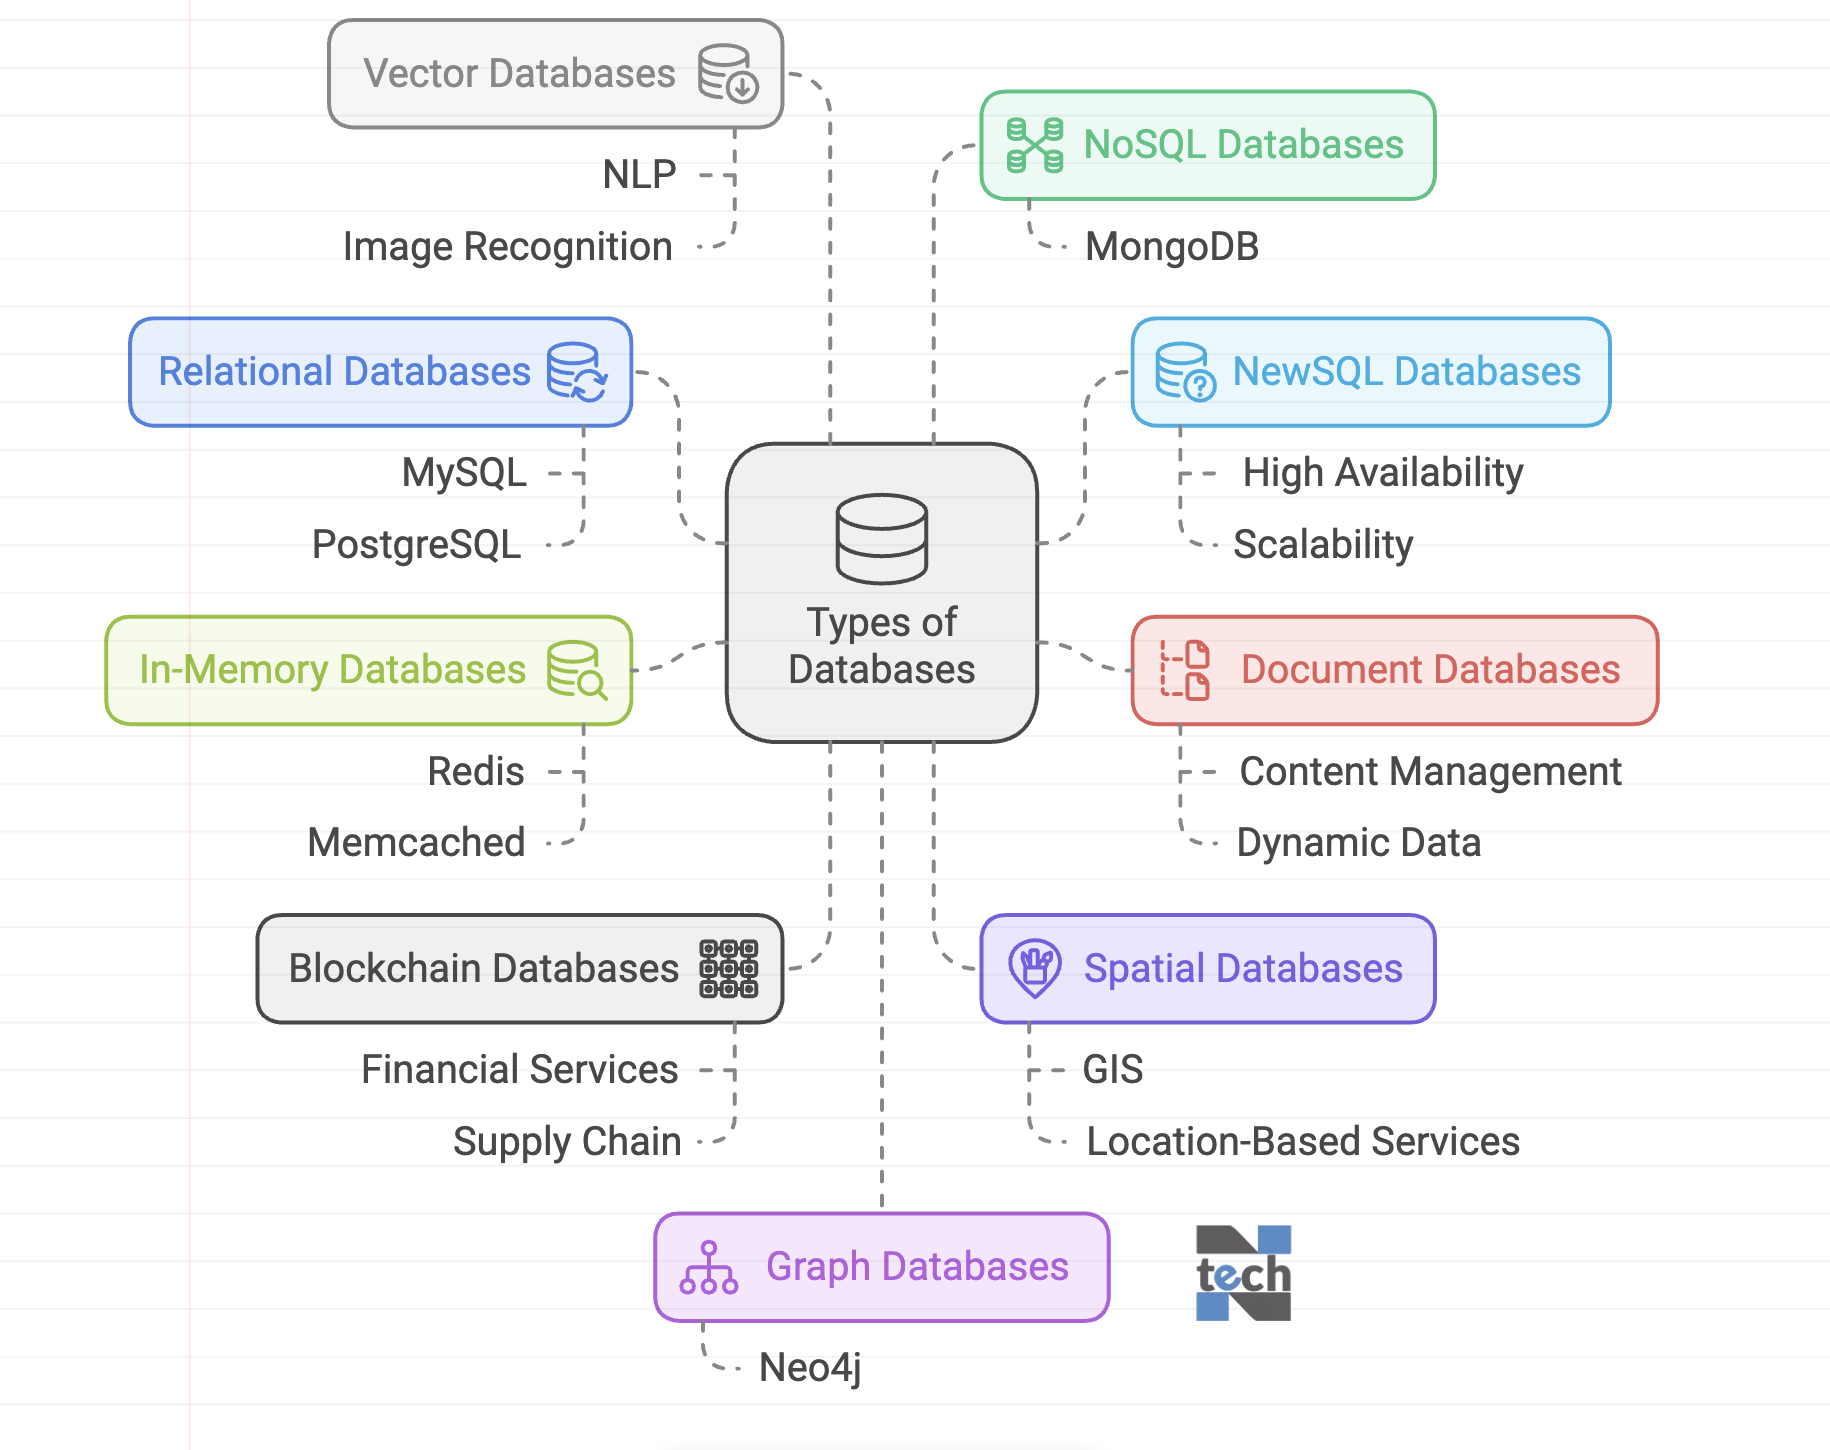 Vector Databases
NLP
Image Recognition
NoSQL Databases
MongoDB
Relational Databases
MySQL
PostgreSQL
NewSQL Databases
High Availability
Scalability
Types of
Databases
In-Memory Databases
Redis
Memcached
Document Databases
Content Management
Dynamic Data
Blockchain Databases
Financial Services
Supply Chain
Spatial Databases
GIS
Location-Based Services
Graph Databases
Neo4j
tech